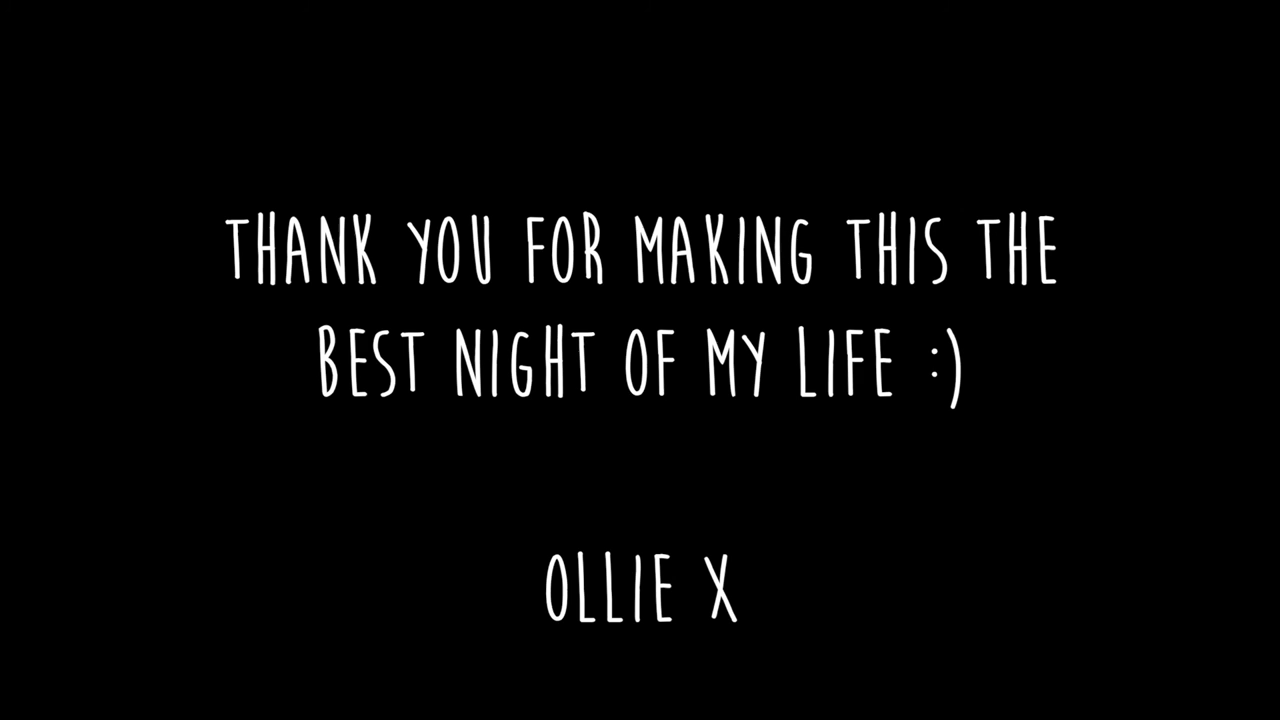 THANK YOU FOR MAKING THIS THE
BEST NIGHT OF MY LIFE :)
OLLIE X